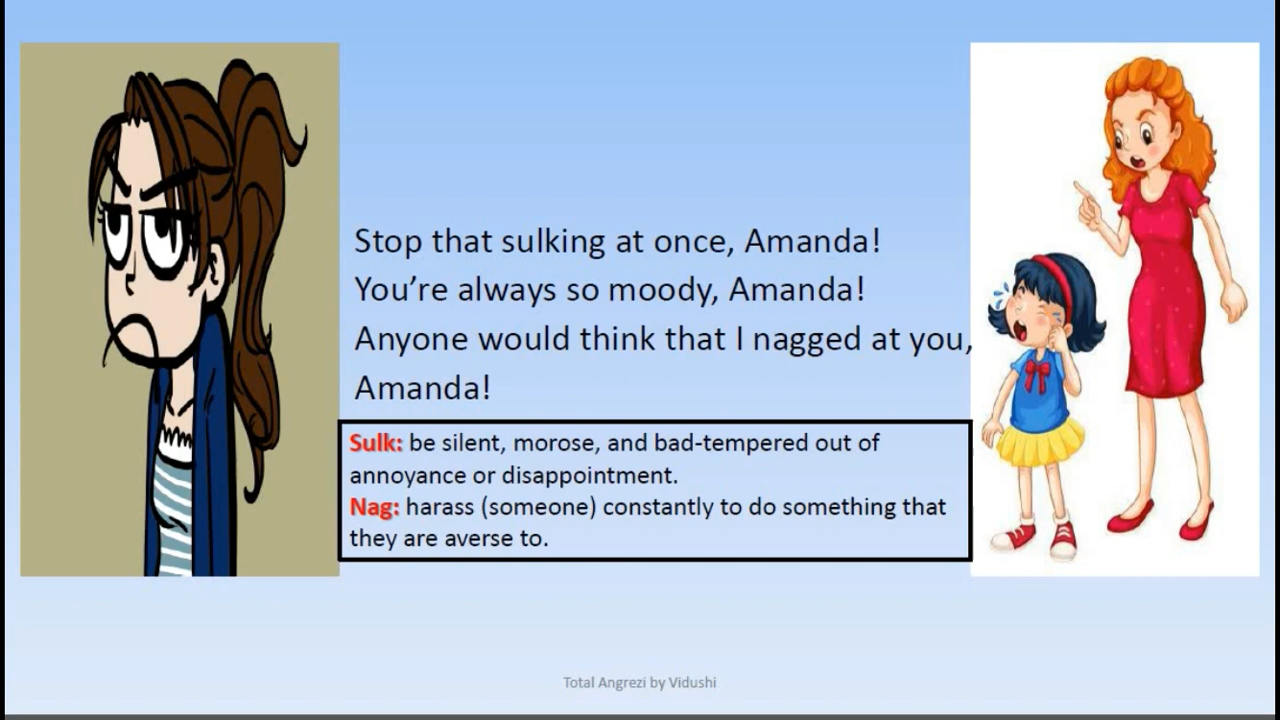 Stop that sulking at once, Amanda!
You’re always so moody, Amanda!
Anyone would think that I nagged at you,
Amanda!
Sulk: be silent, morose, and bad-tempered out of
annoyance or disappointment.
Nag: harass (someone) constantly to do something that
they are averse to.
Total Angrezi by Vidushi